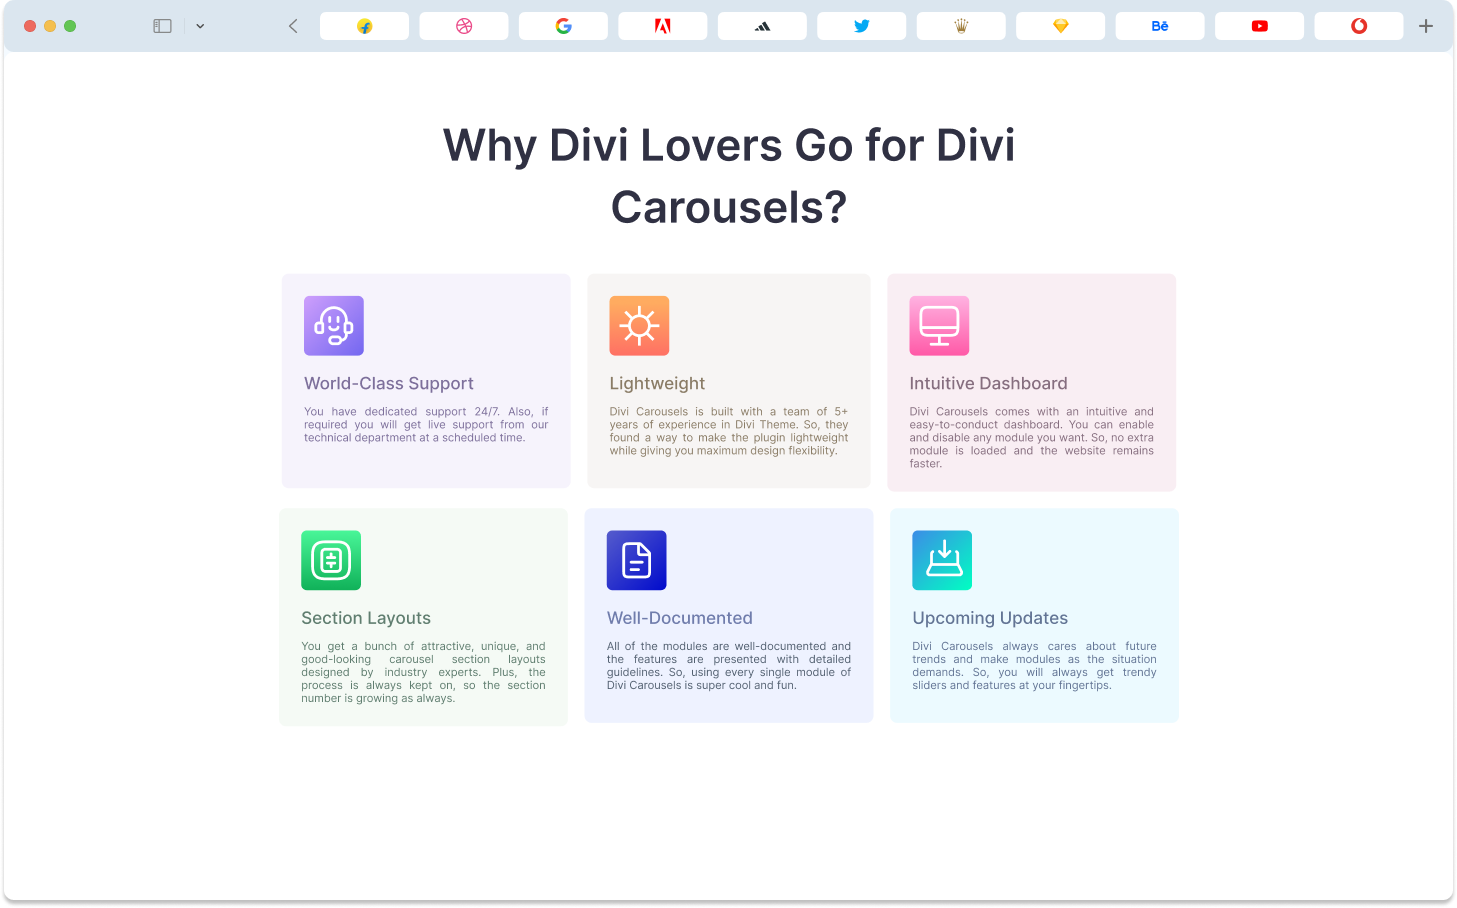 Bē
Why Divi Lovers Go for Divi
Carousels?
World-Class Support
You have dedicated support 24/7. Also, if
required you will get live support from our
technical department at a scheduled time.
Lightweight
Divi Carousels is built with a team of 5+
years of experience in Divi Theme. So, they
found a way to make the plugin lightweight
while giving you maximum design flexibility.
Intuitive Dashboard
Divi Carousels comes with an intuitive and
easy-to-conduct dashboard. You can enable
and disable any module you want. So, no extra
module is loaded and the website remains
faster.
Section Layouts
You get a bunch of attractive, unique, and
good-looking carousel section layouts
designed by industry experts. Plus, the
process is always kept on, so the section
number is growing as always.
Well-Documented
All of the modules are well-documented and
the features are presented with detailed
guidelines. So, using every single module of
Divi Carousels is super cool and fun.
Upcoming Updates
Divi Carousels always cares about future
trends and make modules as the situation
demands. So, you will always get trendy
sliders and features at your fingertips.